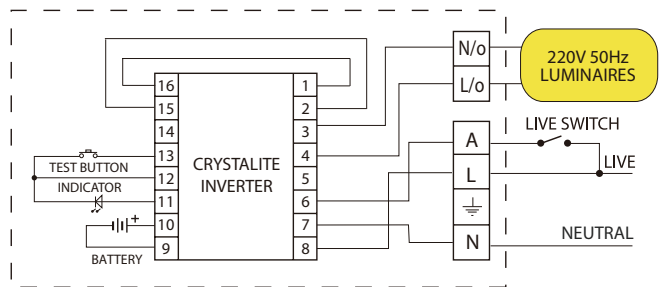 N/o
L/o
220V 50Hz
LUMINAIRES
16
15
14
13
12
11
10
9
CRYSTALITE
INVERTER
1
2
3
4
5
6
7
8
TEST BUTTON
INDICATOR
+
BATTERY
A
L
N
LIVE SWITCH
LIVE
NEUTRAL